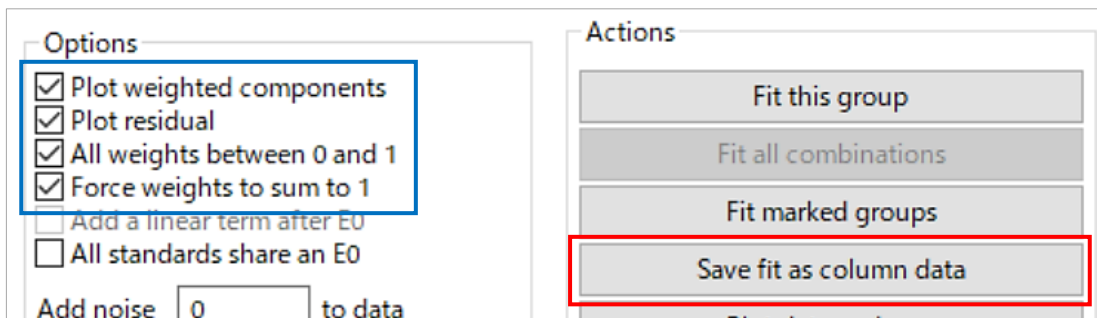 Options
Plot weighted components
Plot residual
All weights between 0 and 1
Force weights to sum to 1
Add a linear term after E0
All standards share an E0
Add noise 0 to data
Actions
Fit this group
Fit all combinations
Fit marked groups
Save fit as column data